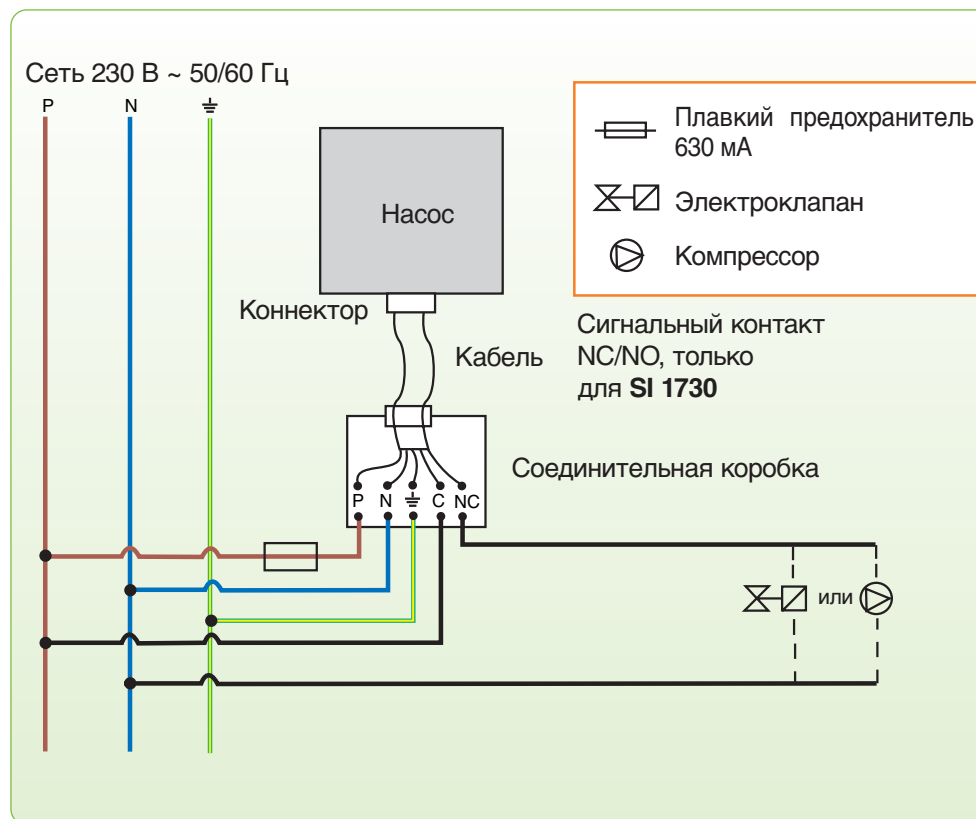 Сеть 230 В ~ 50/60 Гц
P N
Плавкий предохранитель
630 мА
Электроклапан
Компрессор
Насос
Коннектор
Сигнальный контакт
NC/NO, только
для SI 1730
Кабель
Соединительная коробка
P N C NC
или